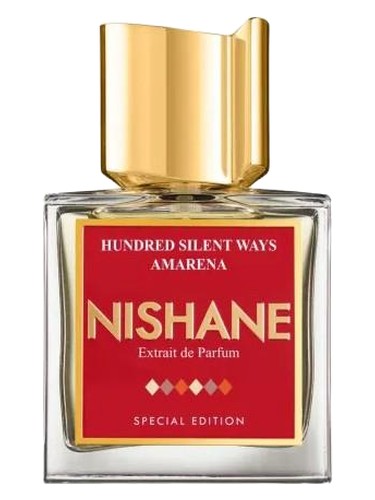 HUNDRED SILENT WAYS
AMARENA
NISHANE
Extrait de Parfum
SPECIAL EDITION